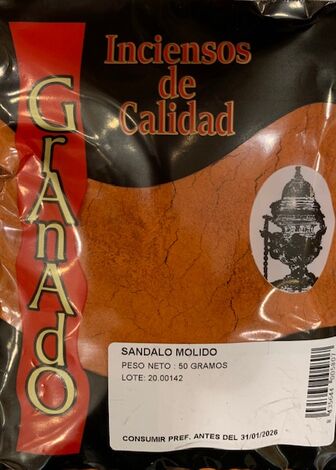 Inciensos
de
Calidad
GrAnAdO
SANDALO MOLIDO
PESO NETO : 50 GRAMOS
LOTE: 20.00142
CONSUMIR PREF. ANTES DEL 31/01/2026